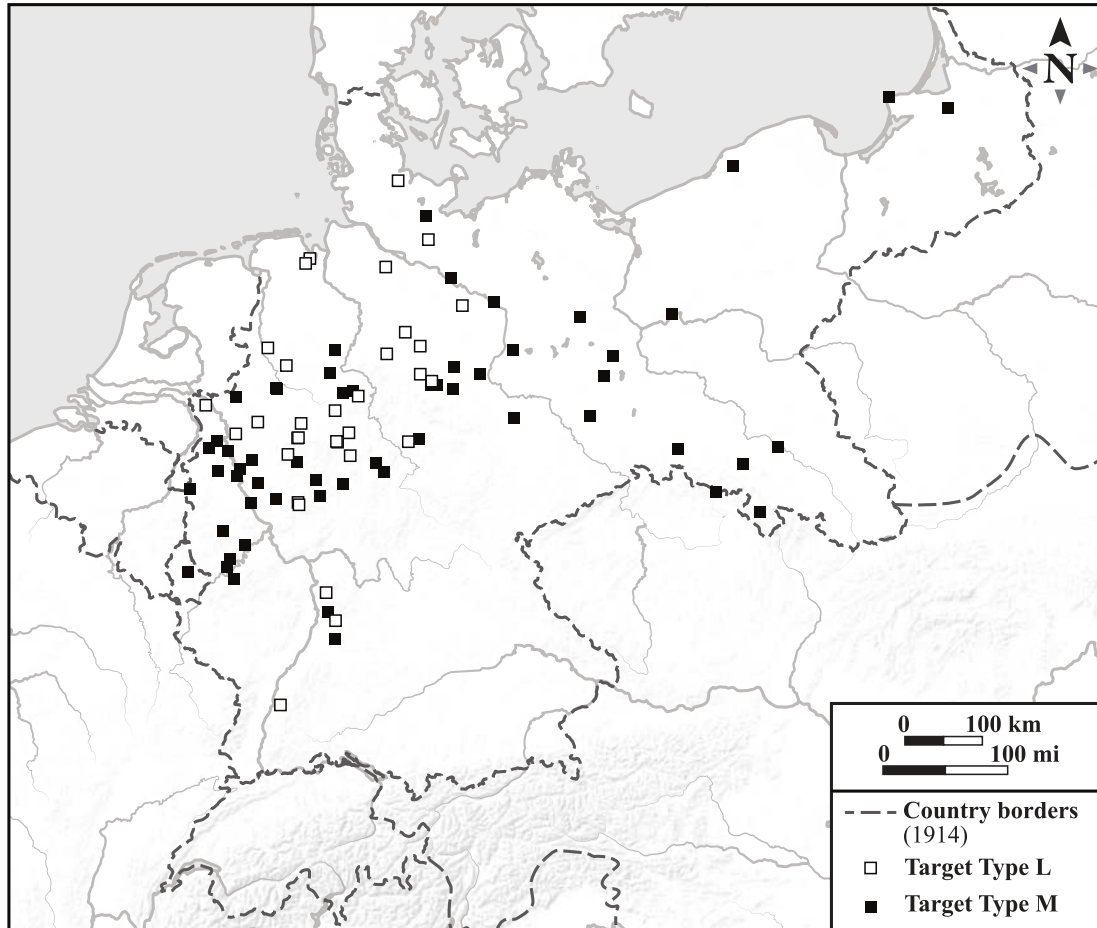 N
0 100 km
0 100 mi
Country borders
(1914)
Target Type L
Target Type M